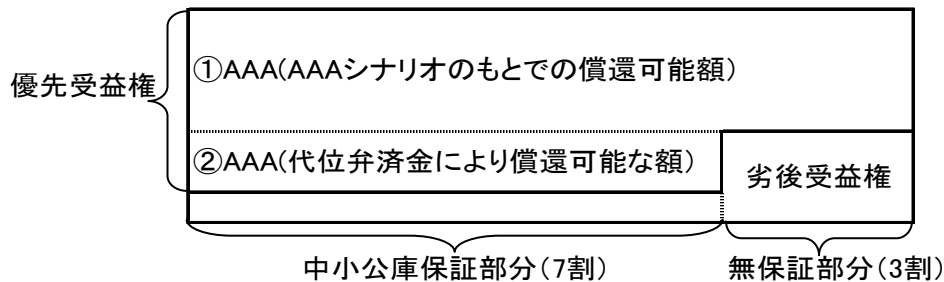 優先受益権
①AAA(AAAシナリオのもとでの償還可能額)
②AAA(代位弁済金により償還可能な額)
劣後受益権
中小公庫保証部分(7割)
無保証部分(3割)